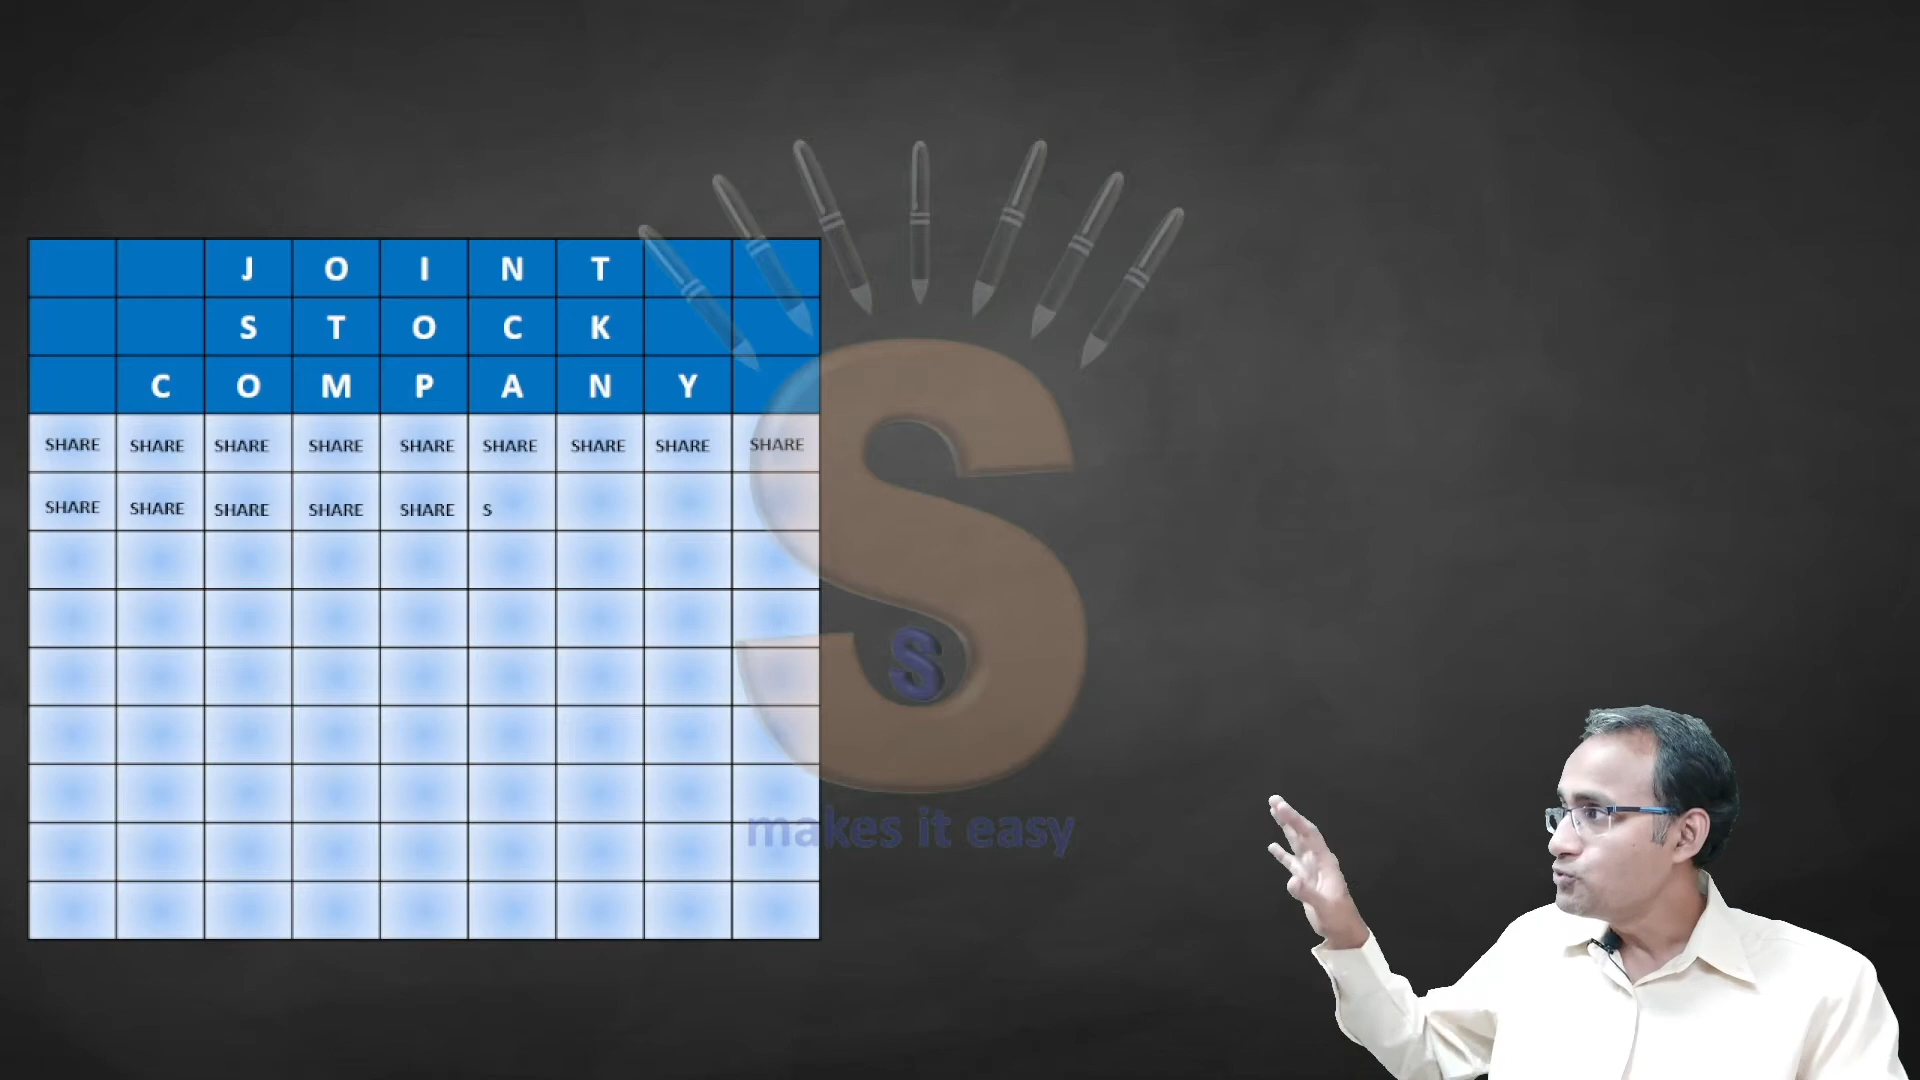 J O I N T
S T O C K
C O M P A N Y
SHARE SHARE SHARE SHARE SHARE SHARE SHARE SHARE SHARE
SHARE SHARE SHARE SHARE SHARE S
S
s
makes it easy